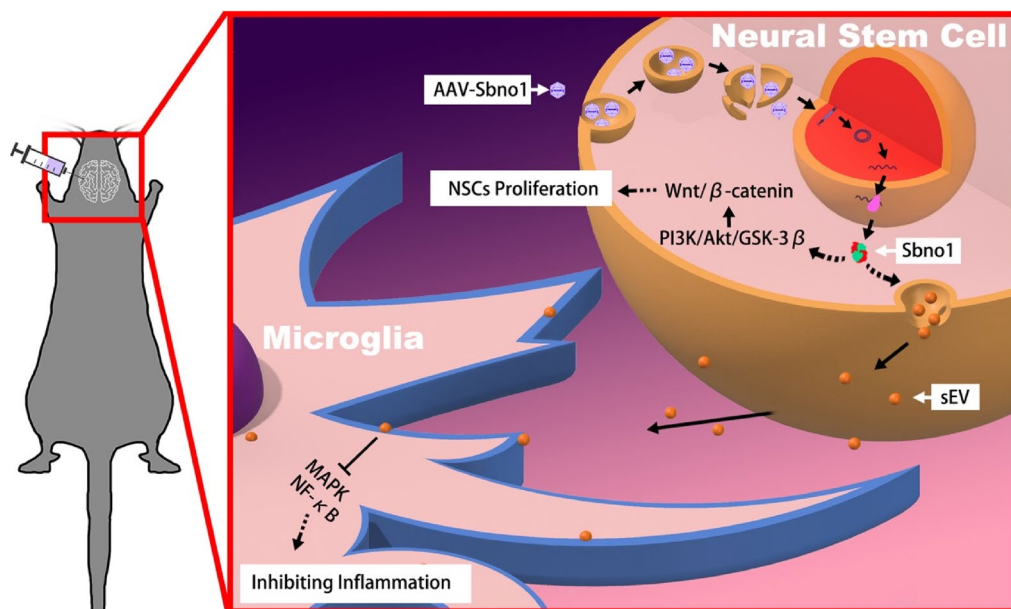 Neural Stem Cell
AAV-Sbno1
NSCs Proliferation
Wnt/β-catenin
PI3K/Akt/GSK-3β
Sbno1
Microglia
sEV
MAPK
NF-κB
Inhibiting Inflammation